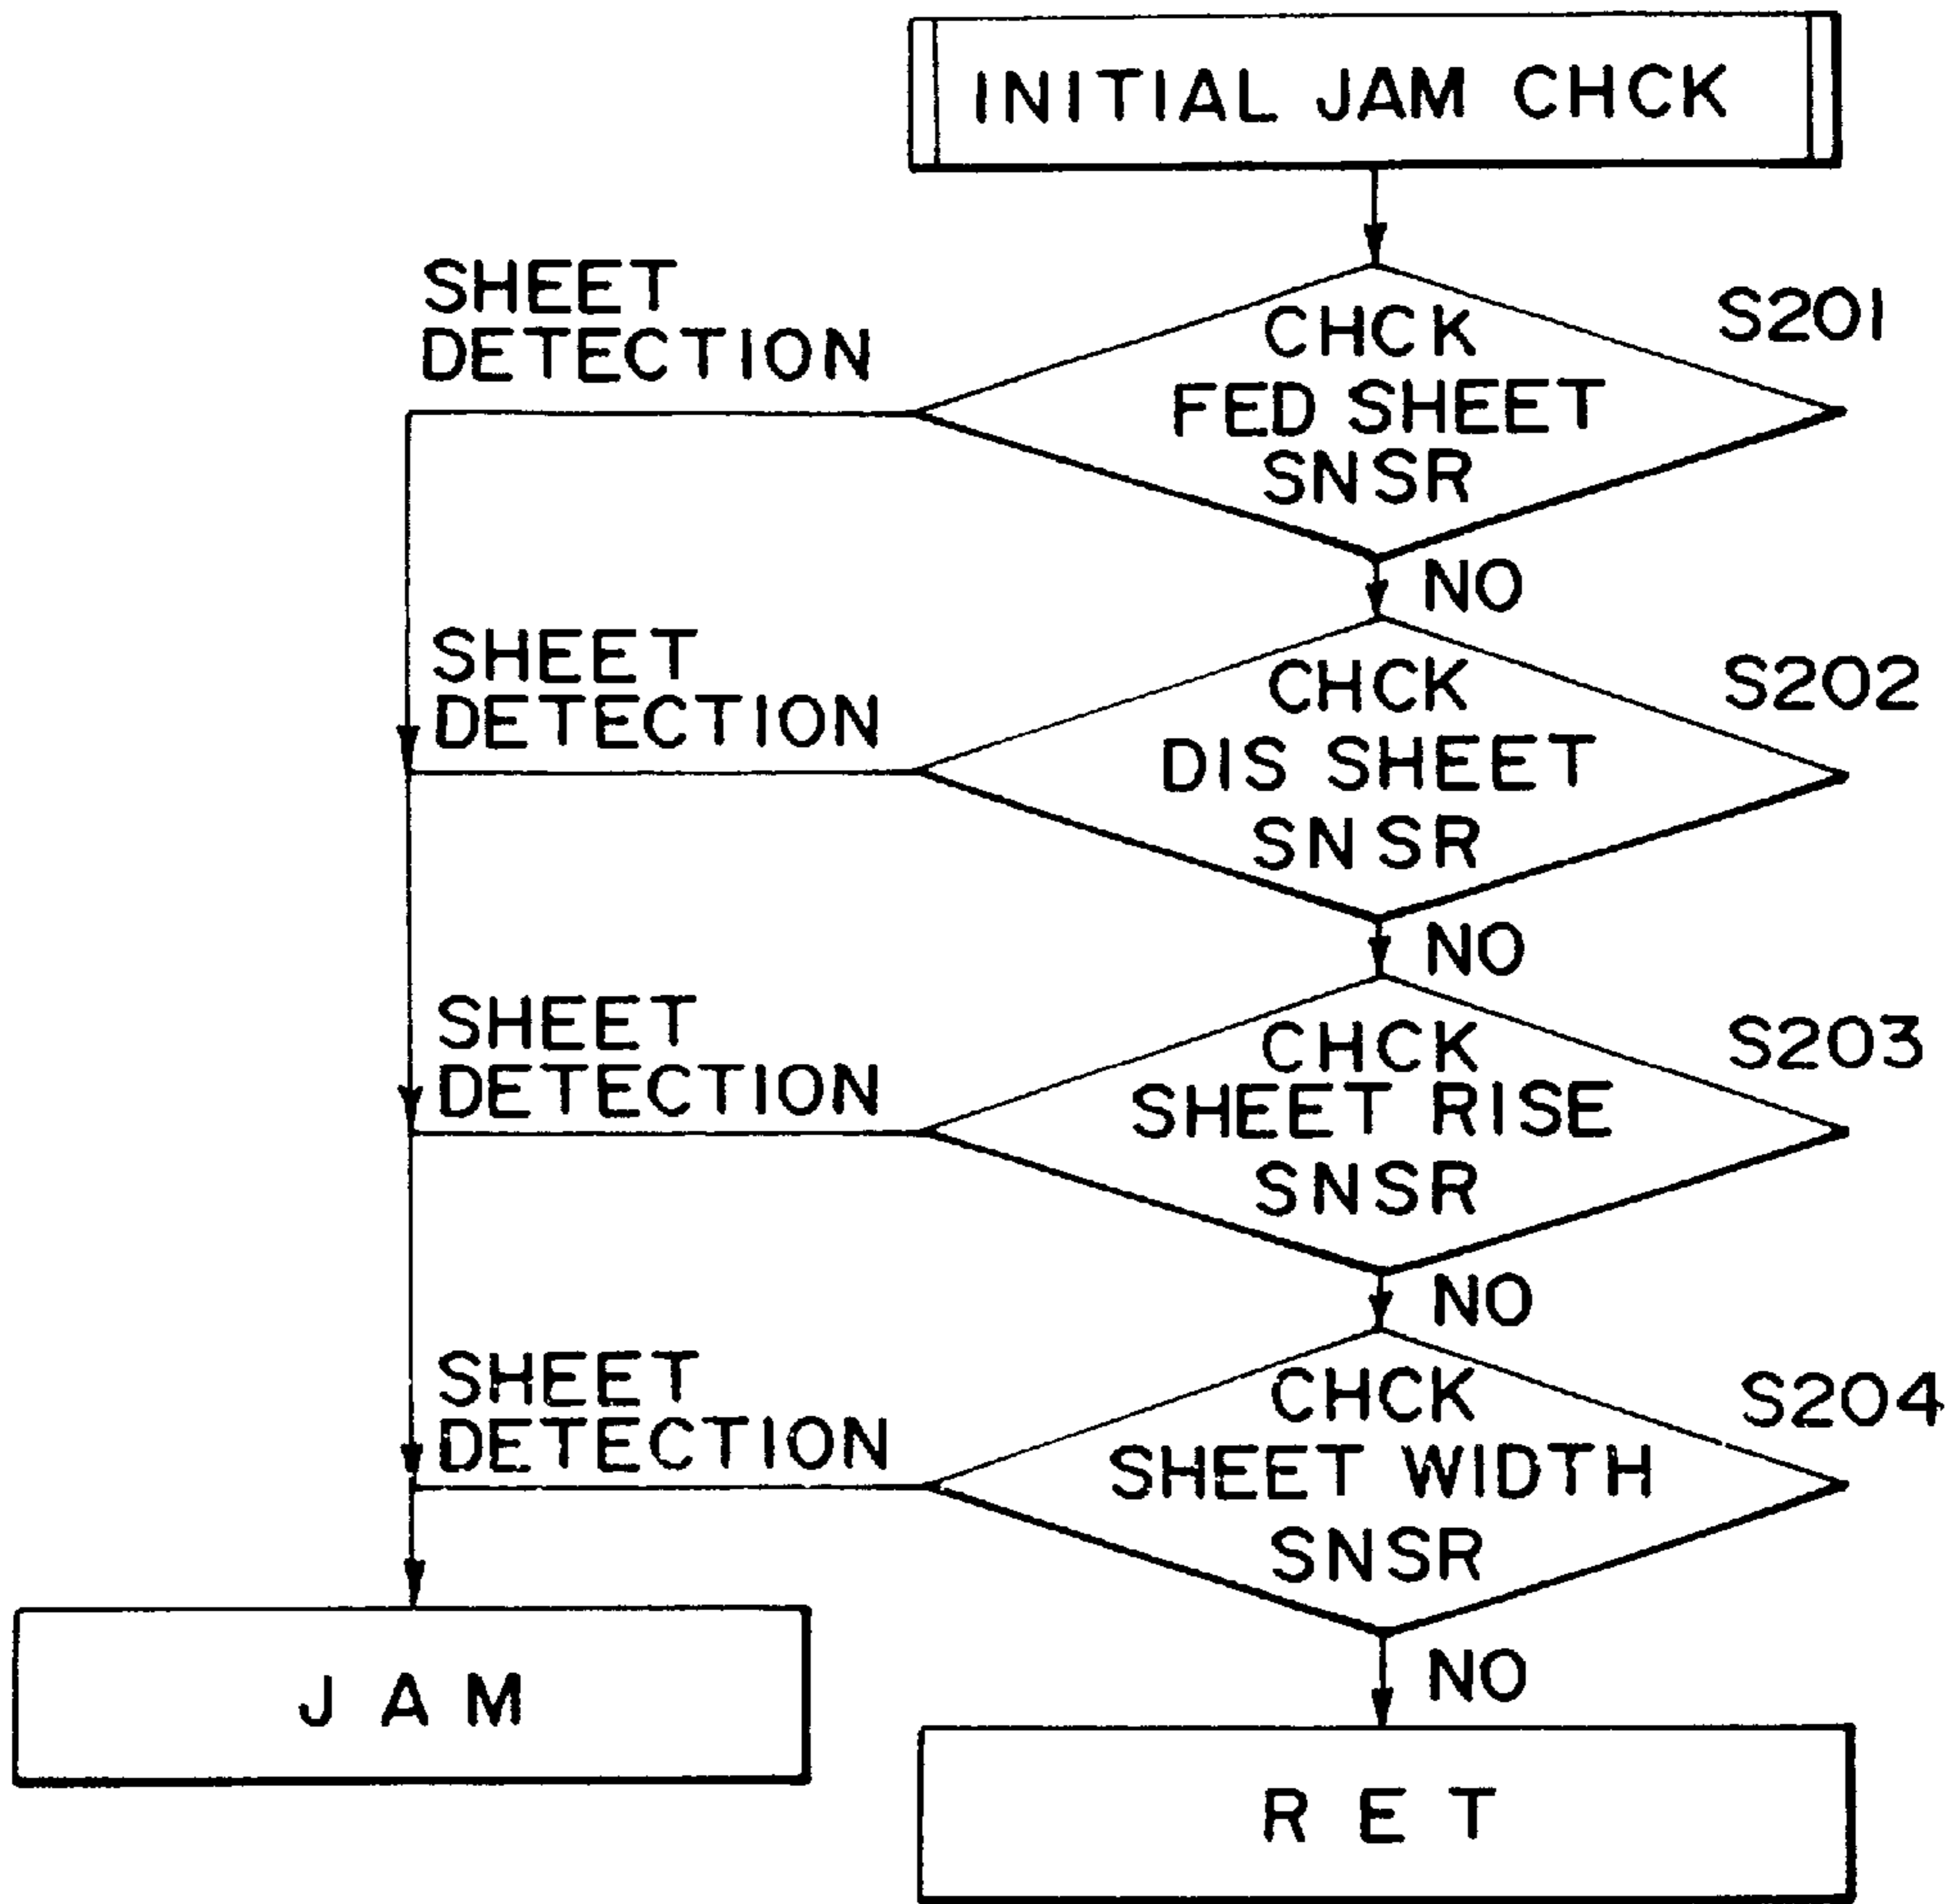 INITIAL JAM CHCK
SHEET
DETECTION
CHCK
FED SHEET
SNSR
S201
NO
SHEET
DETECTION
CHCK
DIS SHEET
SNSR
S202
NO
SHEET
DETECTION
CHCK
SHEET RISE
SNSR
S203
NO
SHEET
DETECTION
CHCK
SHEET WIDTH
SNSR
S204
NO
JAM
RET